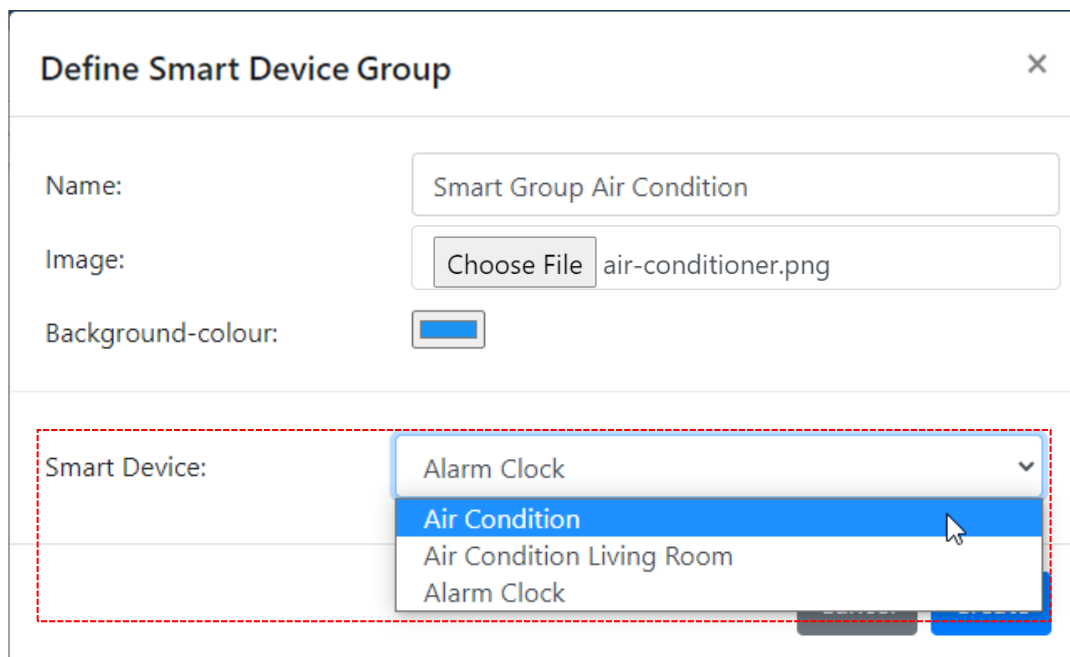 Define Smart Device Group ×
Name: Smart Group Air Condition
Image: Choose File air-conditioner.png
Background-colour:
Smart Device: Alarm Clock
Air Condition
Air Condition Living Room
Alarm Clock